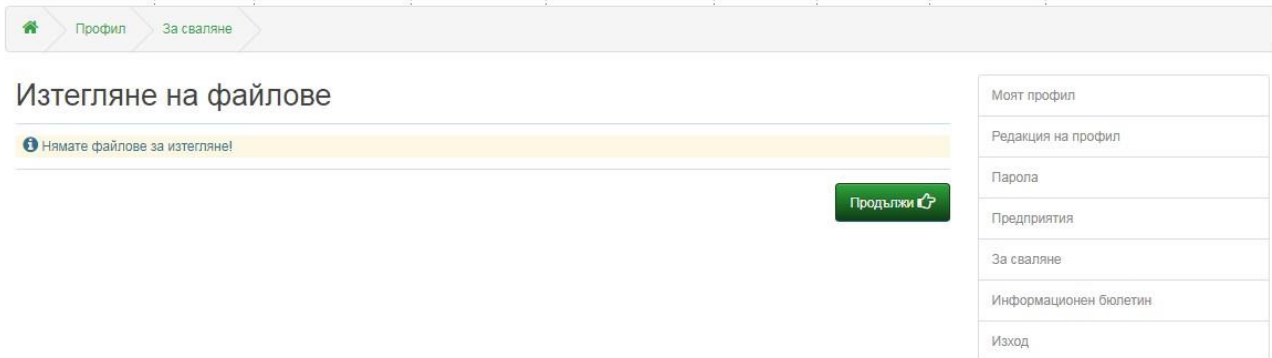 Профил
За сваляне
Изтегляне на файлове
Нямате файлове за изтегляне!
Продължи
Моят профил
Редакция на профил
Парола
Предприятия
За сваляне
Информационен бюлетин
Изход